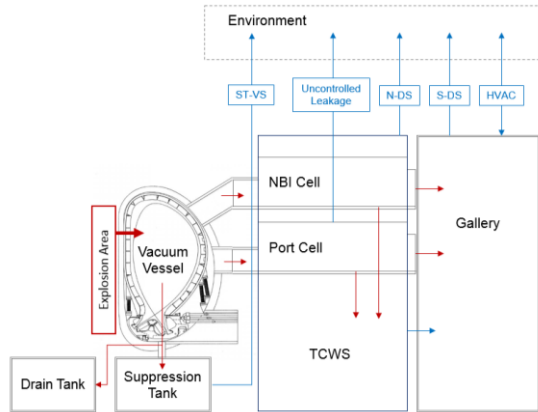 Environment
ST-VS
Uncontrolled
Leakage
N-DS
S-DS
HVAC
NBI Cell
Gallery
Explosion Area
Vacuum
Vessel
Port Cell
TCWS
Drain Tank
Suppression
Tank